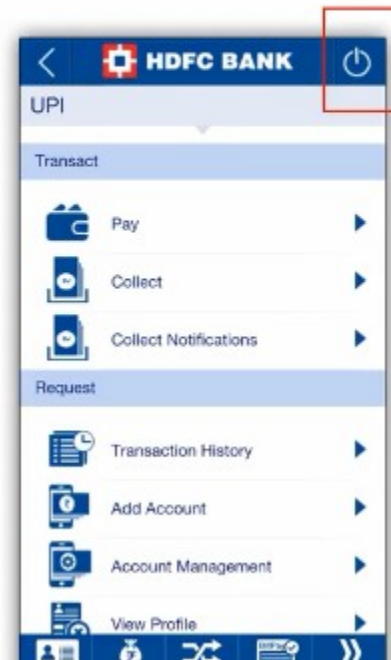 HDFC BANK
UPI
Transact
Pay
Collect
Collect Notifications
Request
Transaction History
Add Account
Account Management
View Profile